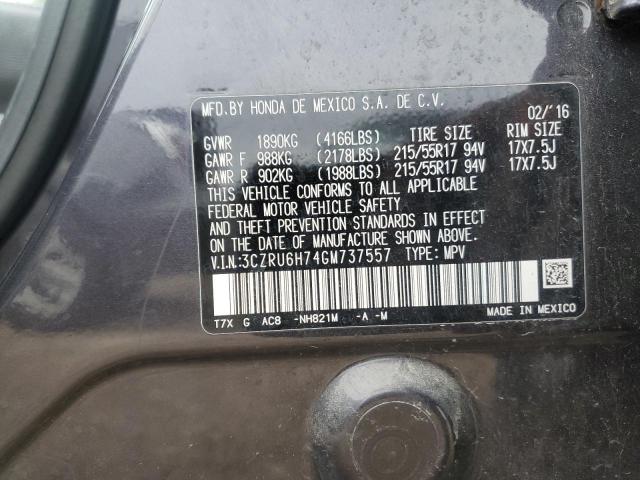 MFD.BY HONDA DE MEXICO S.A. DE C.V. 02/'16
GVWR 1890KG (4166LBS) TIRE SIZE RIM SIZE
GAWR F 988KG (2178LBS) 215/55R17 94V 17X7.5J
GAWR R 902KG (1988LBS) 215/55R17 94V 17X7.5J
THIS VEHICLE CONFORMS TO ALL APPLICABLE
FEDERAL MOTOR VEHICLE SAFETY
AND THEFT PREVENTION STANDARDS IN EFFECT
ON THE DATE OF MANUFACTURE SHOWN ABOVE.
V.I.N:3CZRU6H74GM737557 TYPE: MPV
T7X G AC8 -NH821M -A -M MADE IN MEXICO